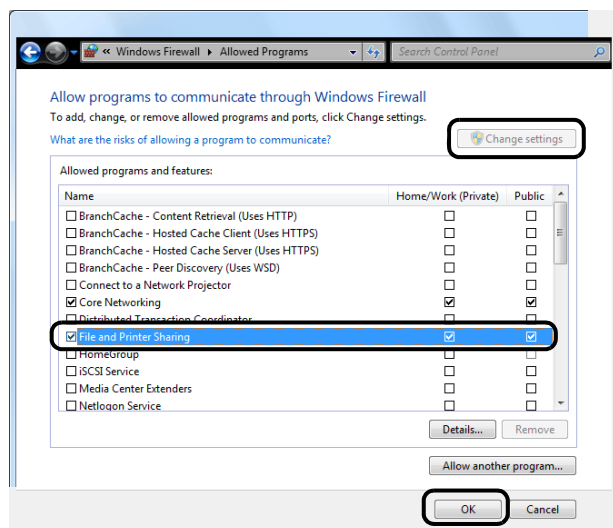 « Windows Firewall ▸ Allowed Programs Search Control Panel
Allow programs to communicate through Windows Firewall
To add, change, or remove allowed programs and ports, click Change settings.
What are the risks of allowing a program to communicate? Change settings
Allowed programs and features:
Name Home/Work (Private) Public
BranchCache - Content Retrieval (Uses HTTP)
BranchCache - Hosted Cache Client (Uses HTTPS)
BranchCache - Hosted Cache Server (Uses HTTPS)
BranchCache - Peer Discovery (Uses WSD)
Connect to a Network Projector
Core Networking
Distributed Transaction Coordinator
File and Printer Sharing
HomeGroup
iSCSI Service
Media Center Extenders
Netlogon Service
Details... Remove
Allow another program...
OK Cancel